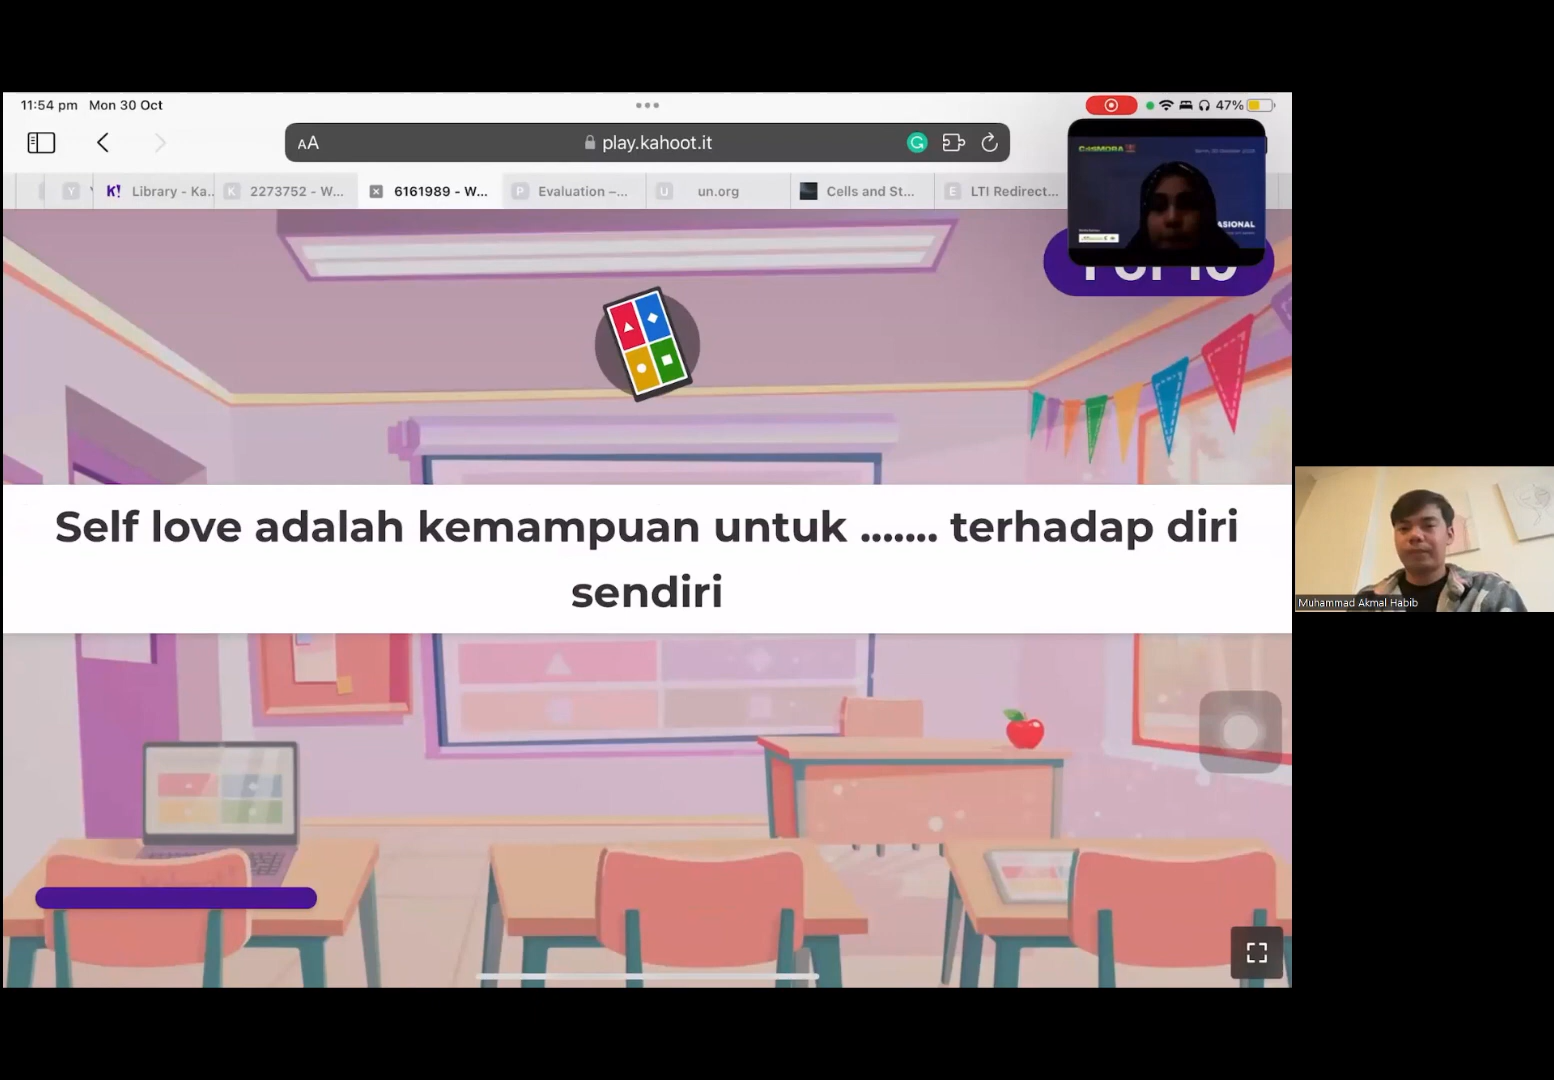 11:54 pm Mon 30 Oct
47%
AA
play.kahoot.it
Y
K! Library - Ka..
K 2273752 - W...
6161989 - W...
P Evaluation –...
U un.org
Cells and St...
E LTI Redirect...
ASIONAL
Self love adalah kemampuan untuk ....... terhadap diri
sendiri
Muhammad Akmal Habib